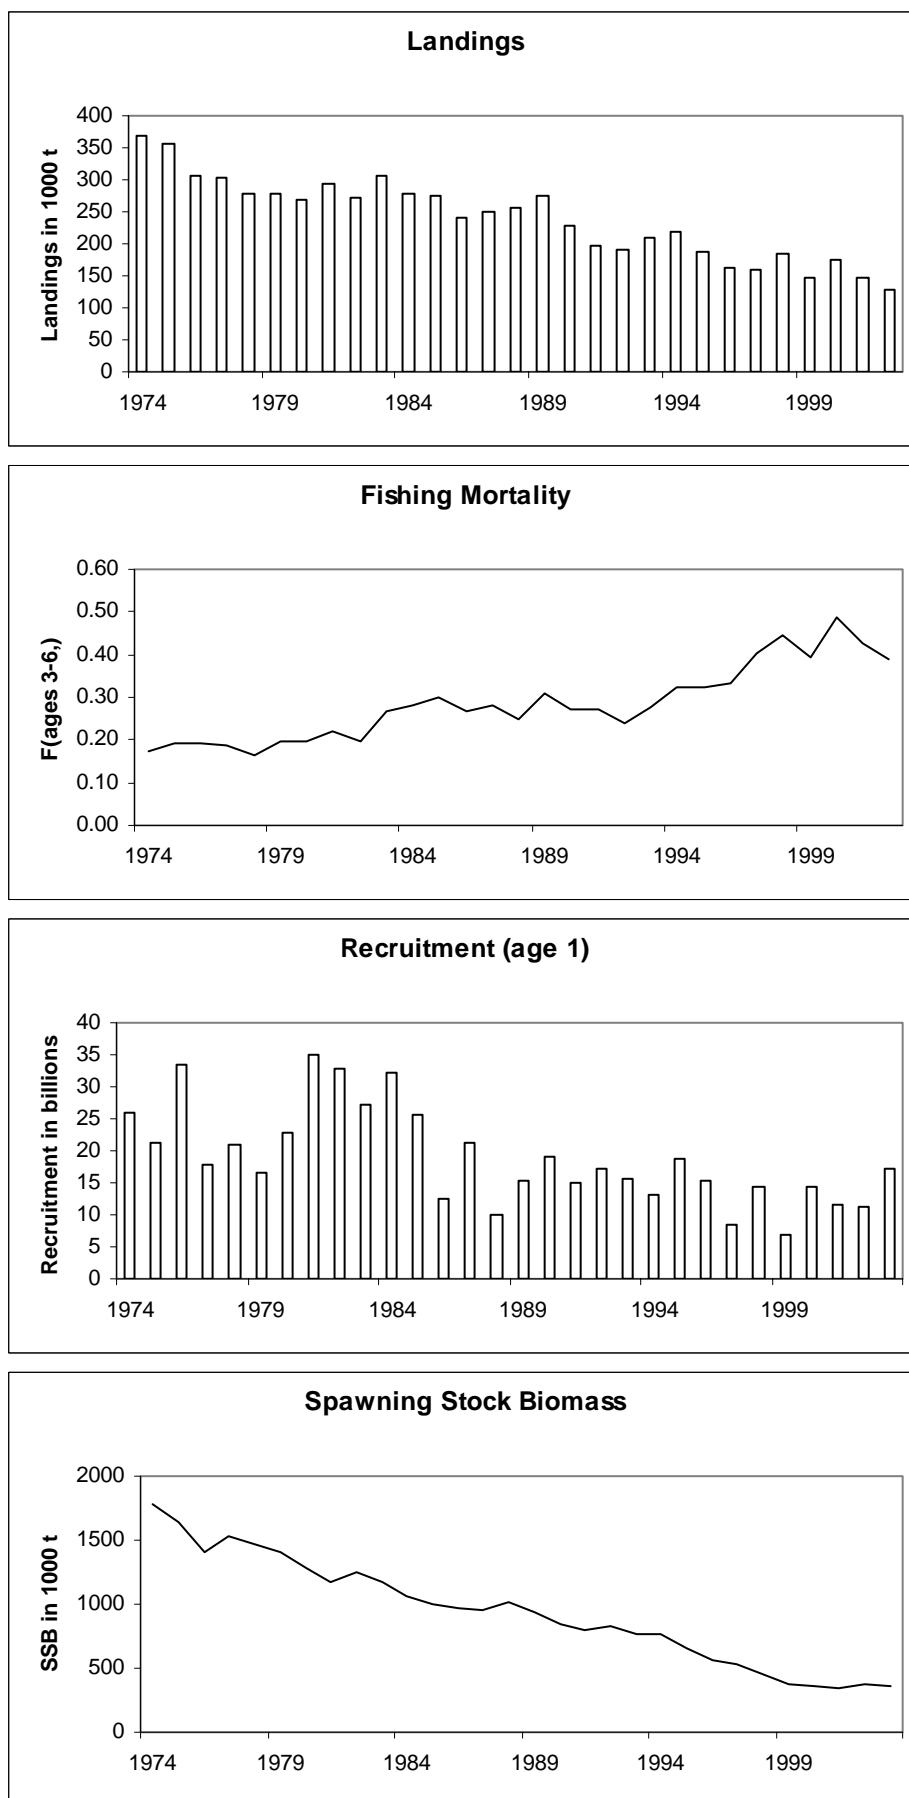 Landings
Landings in 1000 t
400
350
300
250
200
150
100
50
0
1974 1979 1984 1989 1994 1999
Fishing Mortality
F(ages 3-6,)
0.60
0.50
0.40
0.30
0.20
0.10
0.00
1974 1979 1984 1989 1994 1999
Recruitment (age 1)
Recruitment in billions
40
35
30
25
20
15
10
5
0
1974 1979 1984 1989 1994 1999
Spawning Stock Biomass
SSB in 1000 t
2000
1500
1000
500
0
1974 1979 1984 1989 1994 1999